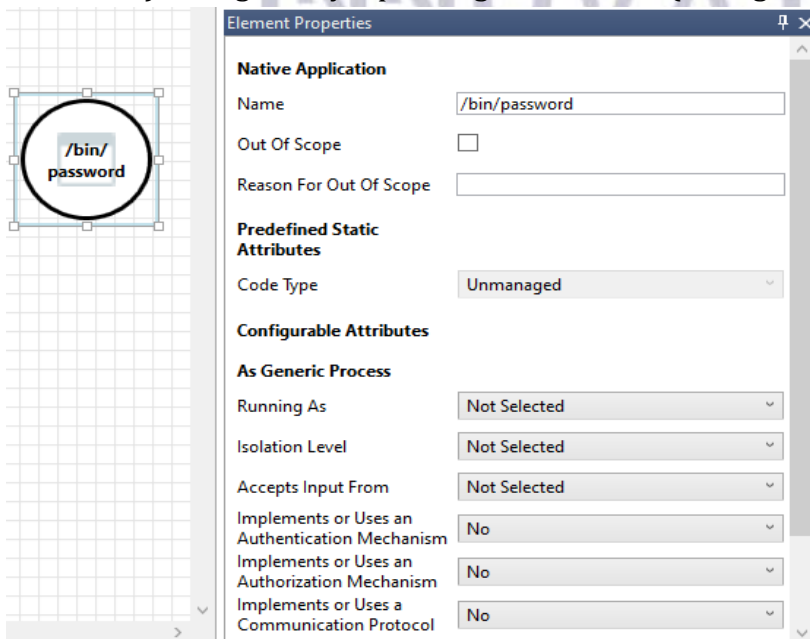 Element Properties
/bin/
password
Native Application
Name /bin/password
Out Of Scope
Reason For Out Of Scope
Predefined Static
Attributes
Code Type Unmanaged
Configurable Attributes
As Generic Process
Running As Not Selected
Isolation Level Not Selected
Accepts Input From Not Selected
Implements or Uses an
Authentication Mechanism No
Implements or Uses an
Authorization Mechanism No
Implements or Uses a
Communication Protocol No